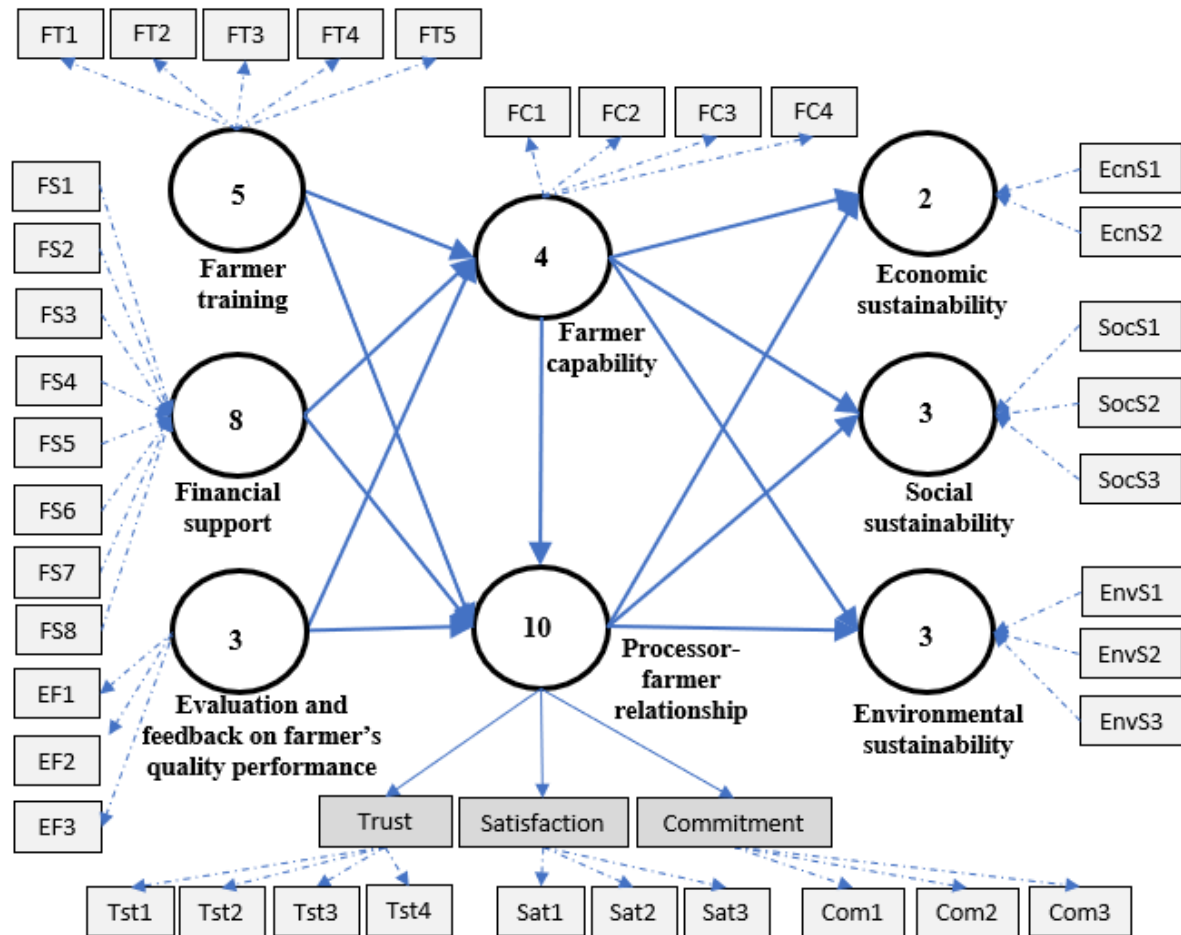 FT1
FT2
FT3
FT4
FT5
FC1
FC2
FC3
FC4
FS1
FS2
FS3
FS4
FS5
FS6
FS7
FS8
EF1
EF2
EF3
5
Farmer
training
8
Financial
support
3
Evaluation and
feedback on farmer's
quality performance
4
Farmer
capability
10
Processor-
farmer
relationship
2
Economic
sustainability
3
Social
sustainability
3
Environmental
sustainability
EcnS1
EcnS2
SocS1
SocS2
SocS3
EnvS1
EnvS2
EnvS3
Trust
Satisfaction
Commitment
Tst1
Tst2
Tst3
Tst4
Sat1
Sat2
Sat3
Com1
Com2
Com3